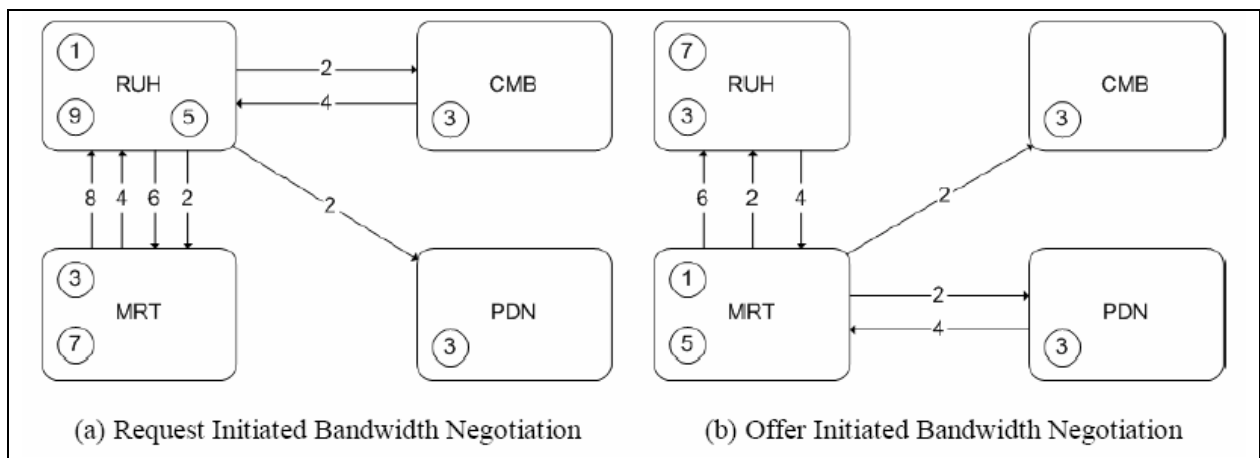 1
RUH
9
5
2
4
CMB
3
8
4
6
2
2
3
MRT
7
PDN
3
(a) Request Initiated Bandwidth Negotiation
7
RUH
3
CMB
3
6
2
4
2
1
MRT
5
2
4
PDN
3
(b) Offer Initiated Bandwidth Negotiation